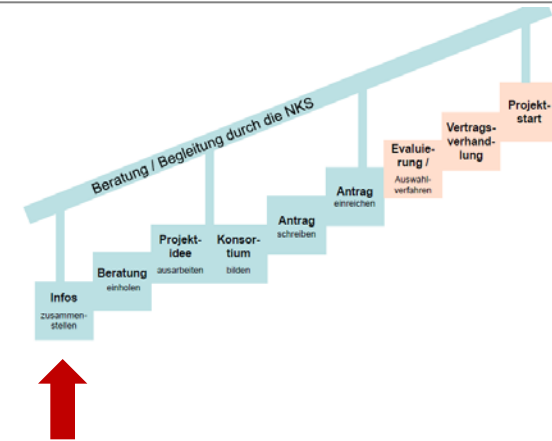 Beratung / Begleitung durch die NKS
Infos
zusammen-
stellen
Beratung
einholen
Projekt-
idee
ausarbeiten
Konsor-
tium
bilden
Antrag
schreiben
Antrag
einreichen
Evaluie-
rung /
Auswahl-
verfahren
Vertrags-
verhand-
lung
Projekt-
start